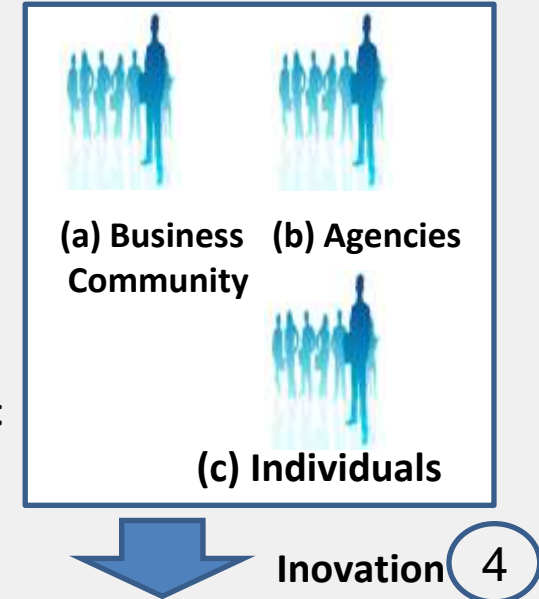 (a) Business (b) Agencies
Community
(c) Individuals
Inovation 4